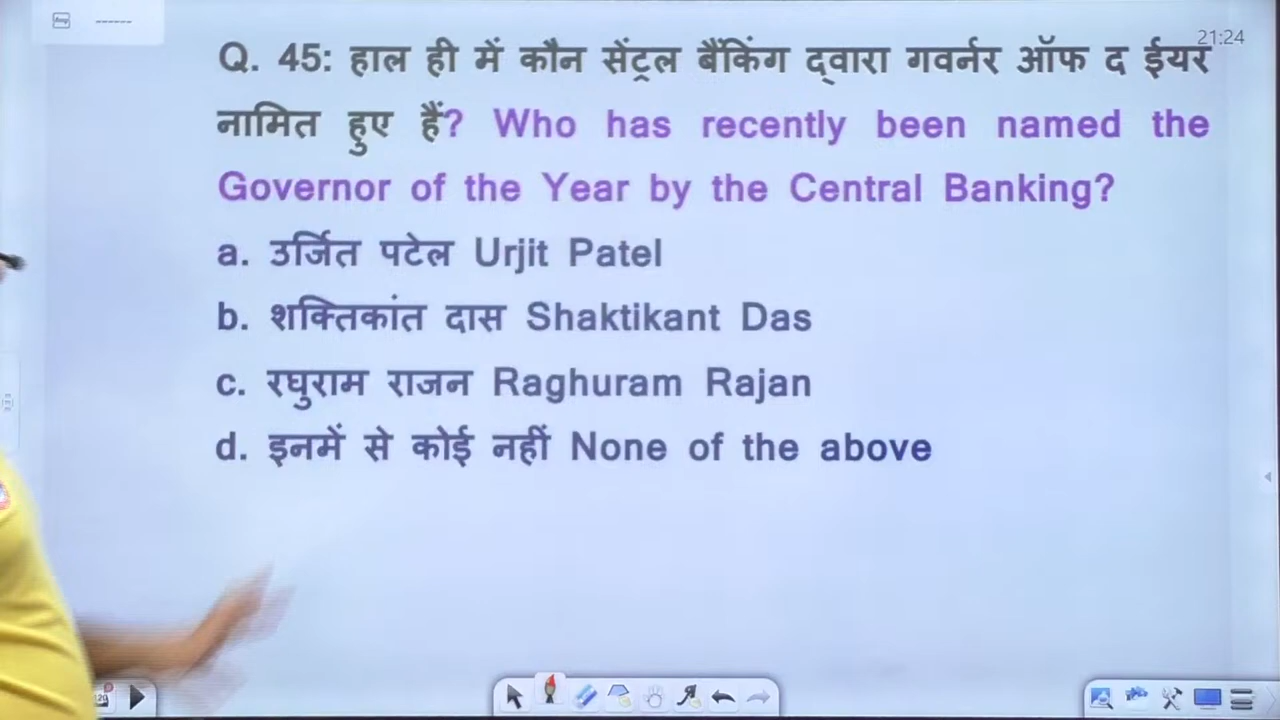 21:24
Q. 45: हाल ही में कौन सेंट्रल बैंकिंग द्वारा गवर्नर ऑफ द ईयर
नामित हुए हैं? Who has recently been named the
Governor of the Year by the Central Banking?
a. उर्जित पटेल Urjit Patel
b. शक्तिकांत दास Shaktikant Das
c. रघुराम राजन Raghuram Rajan
d. इनमें से कोई नहीं None of the above